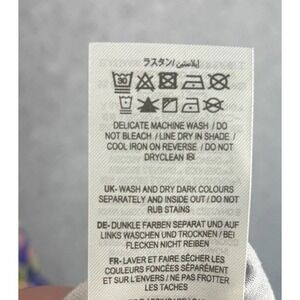 ラスタン/إيلاستين
30
DELICATE MACHINE WASH / DO
NOT BLEACH / LINE DRY IN SHADE /
COOL IRON ON REVERSE / DO NOT
DRYCLEAN
UK- WASH AND DRY DARK COLOURS
SEPARATELY AND INSIDE OUT / DO NOT
RUB STAINS
DE- DUNKLE FARBEN SEPARAT UND AUF
LINKS WASCHEN UND TROCKNEN / BEI
FLECKEN NICHT REIBEN
FR- LAVER ET FAIRE SÉCHER LES
COULEURS FONCÉES SÉPARÉMENT
ET SUR L'ENVERS / NE PAS FROTTER
LES TACHES